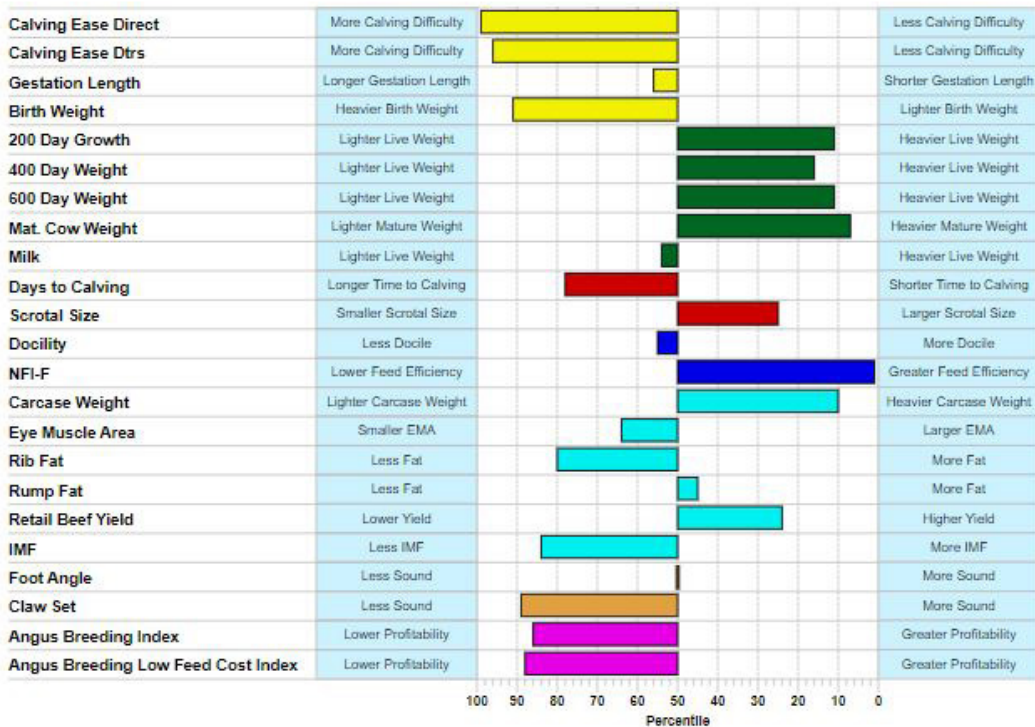 Calving Ease Direct More Calving Difficulty Less Calving Difficulty
Calving Ease Dtrs More Calving Difficulty Less Calving Difficulty
Gestation Length Longer Gestation Length Shorter Gestation Length
Birth Weight Heavier Birth Weight Lighter Birth Weight
200 Day Growth Lighter Live Weight Heavier Live Weight
400 Day Weight Lighter Live Weight Heavier Live Weight
600 Day Weight Lighter Live Weight Heavier Live Weight
Mat. Cow Weight Lighter Mature Weight Heavier Mature Weight
Milk Lighter Live Weight Heavier Live Weight
Days to Calving Longer Time to Calving Shorter Time to Calving
Scrotal Size Smaller Scrotal Size Larger Scrotal Size
Docility Less Docile More Docile
NFI-F Lower Feed Efficiency Greater Feed Efficiency
Carcase Weight Lighter Carcase Weight Heavier Carcase Weight
Eye Muscle Area Smaller EMA Larger EMA
Rib Fat Less Fat More Fat
Rump Fat Less Fat More Fat
Retail Beef Yield Lower Yield Higher Yield
IMF Less IMF More IMF
Foot Angle Less Sound More Sound
Claw Set Less Sound More Sound
Angus Breeding Index Lower Profitability Greater Profitability
Angus Breeding Low Feed Cost Index Lower Profitability Greater Profitability
100 90 80 70 60 50 40 30 20 10 0
Percentile